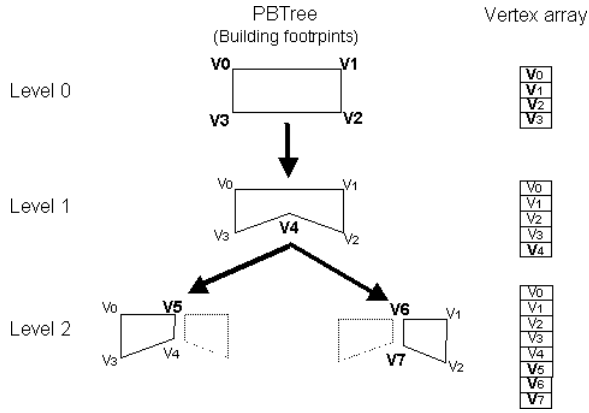 PBTree Vertex array
(Building footrpints)
V0 V1
Level 0
V3 V2
V0
V1
V2
V3
V0 V1
Level 1
V3 V4 V2
V0
V1
V2
V3
V4
V0 V5 V6 V1
Level 2
V3 V4 V7 V2
V0
V1
V2
V3
V4
V5
V6
V7